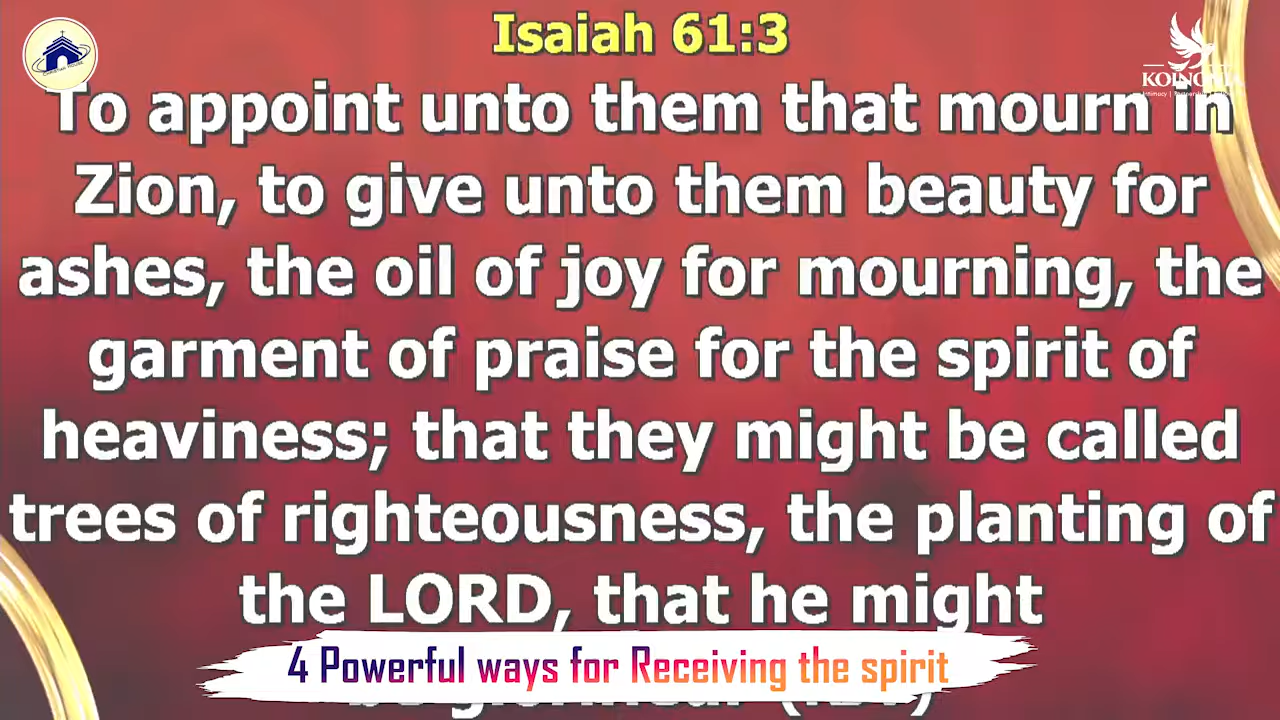 Isaiah 61:3
KOINONIA
To appoint unto them that mourn in
Zion, to give unto them beauty for
ashes, the oil of joy for mourning, the
garment of praise for the spirit of
heaviness; that they might be called
trees of righteousness, the planting of
the LORD, that he might
4 Powerful ways for Receiving the spirit